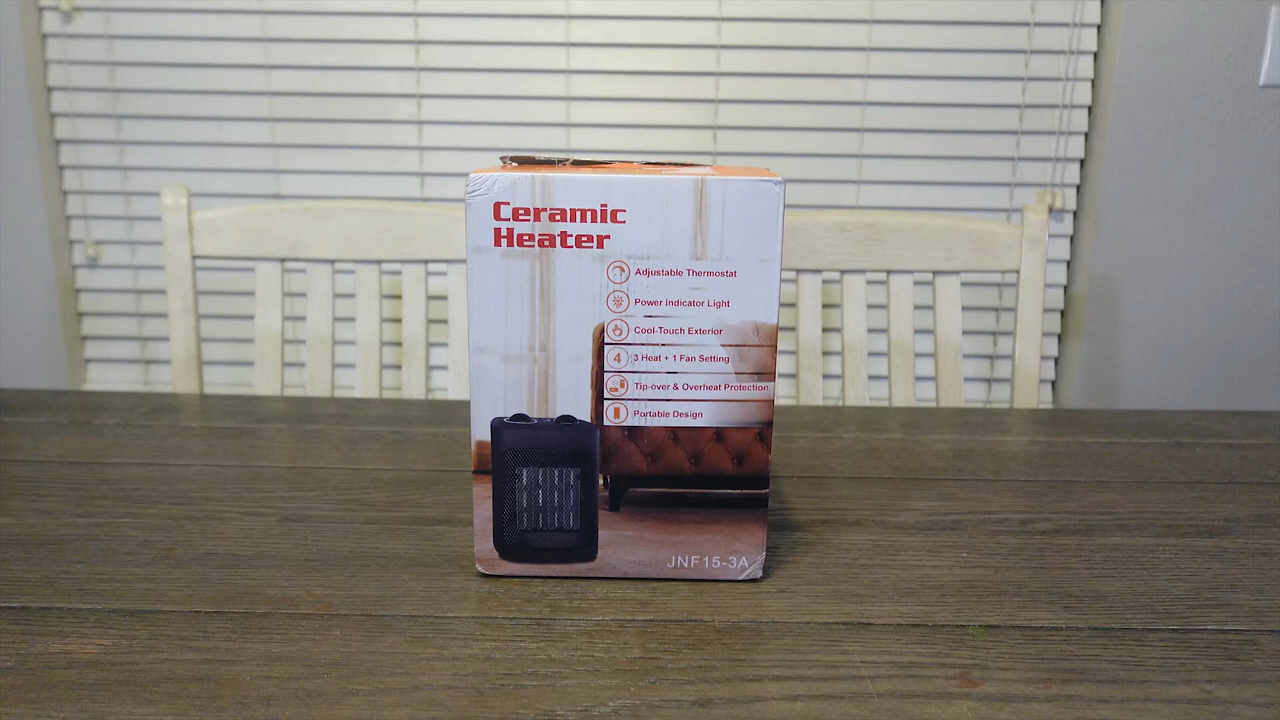 Ceramic
Heater
Adjustable Thermostat
Power Indicator Light
Cool-Touch Exterior
4 3 Heat + 1 Fan Setting
Tip-over & Overheat Protection
Portable Design
JNF15-3A